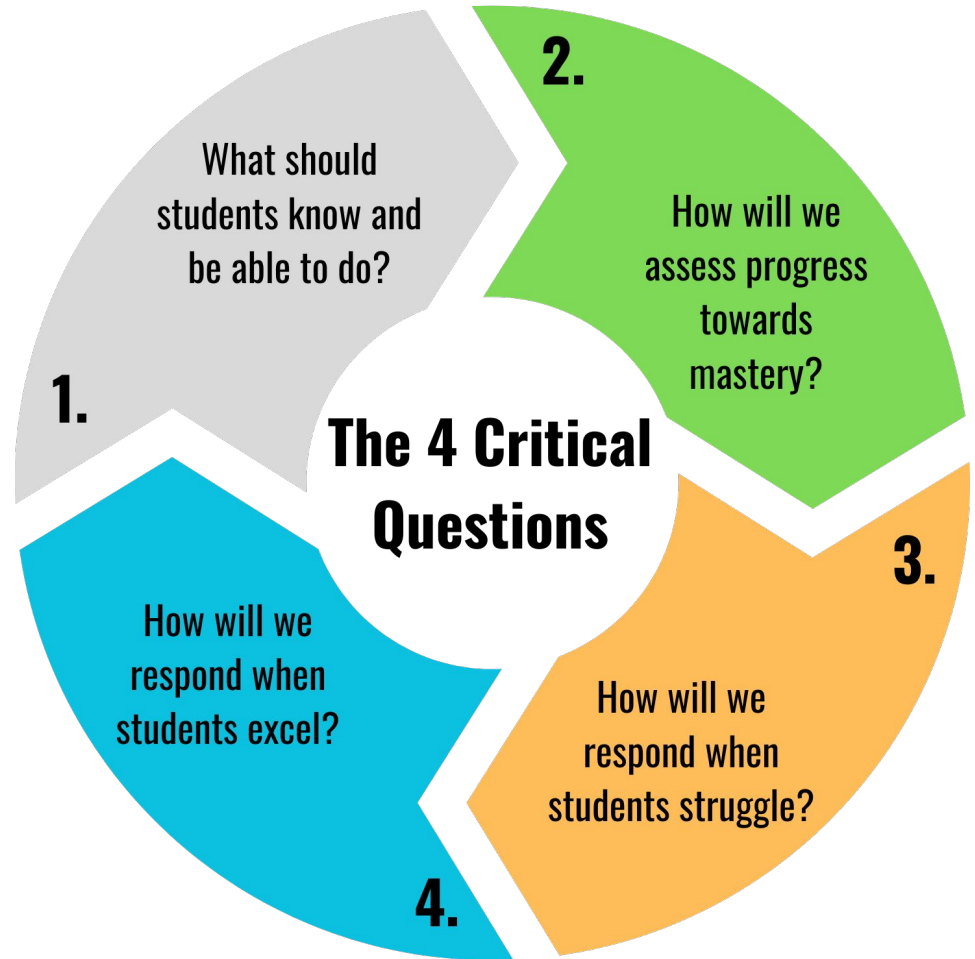 The 4 Critical
Questions
1.
What should
students know and
be able to do?
2.
How will we
assess progress
towards
mastery?
3.
How will we
respond when
students struggle?
4.
How will we
respond when
students excel?